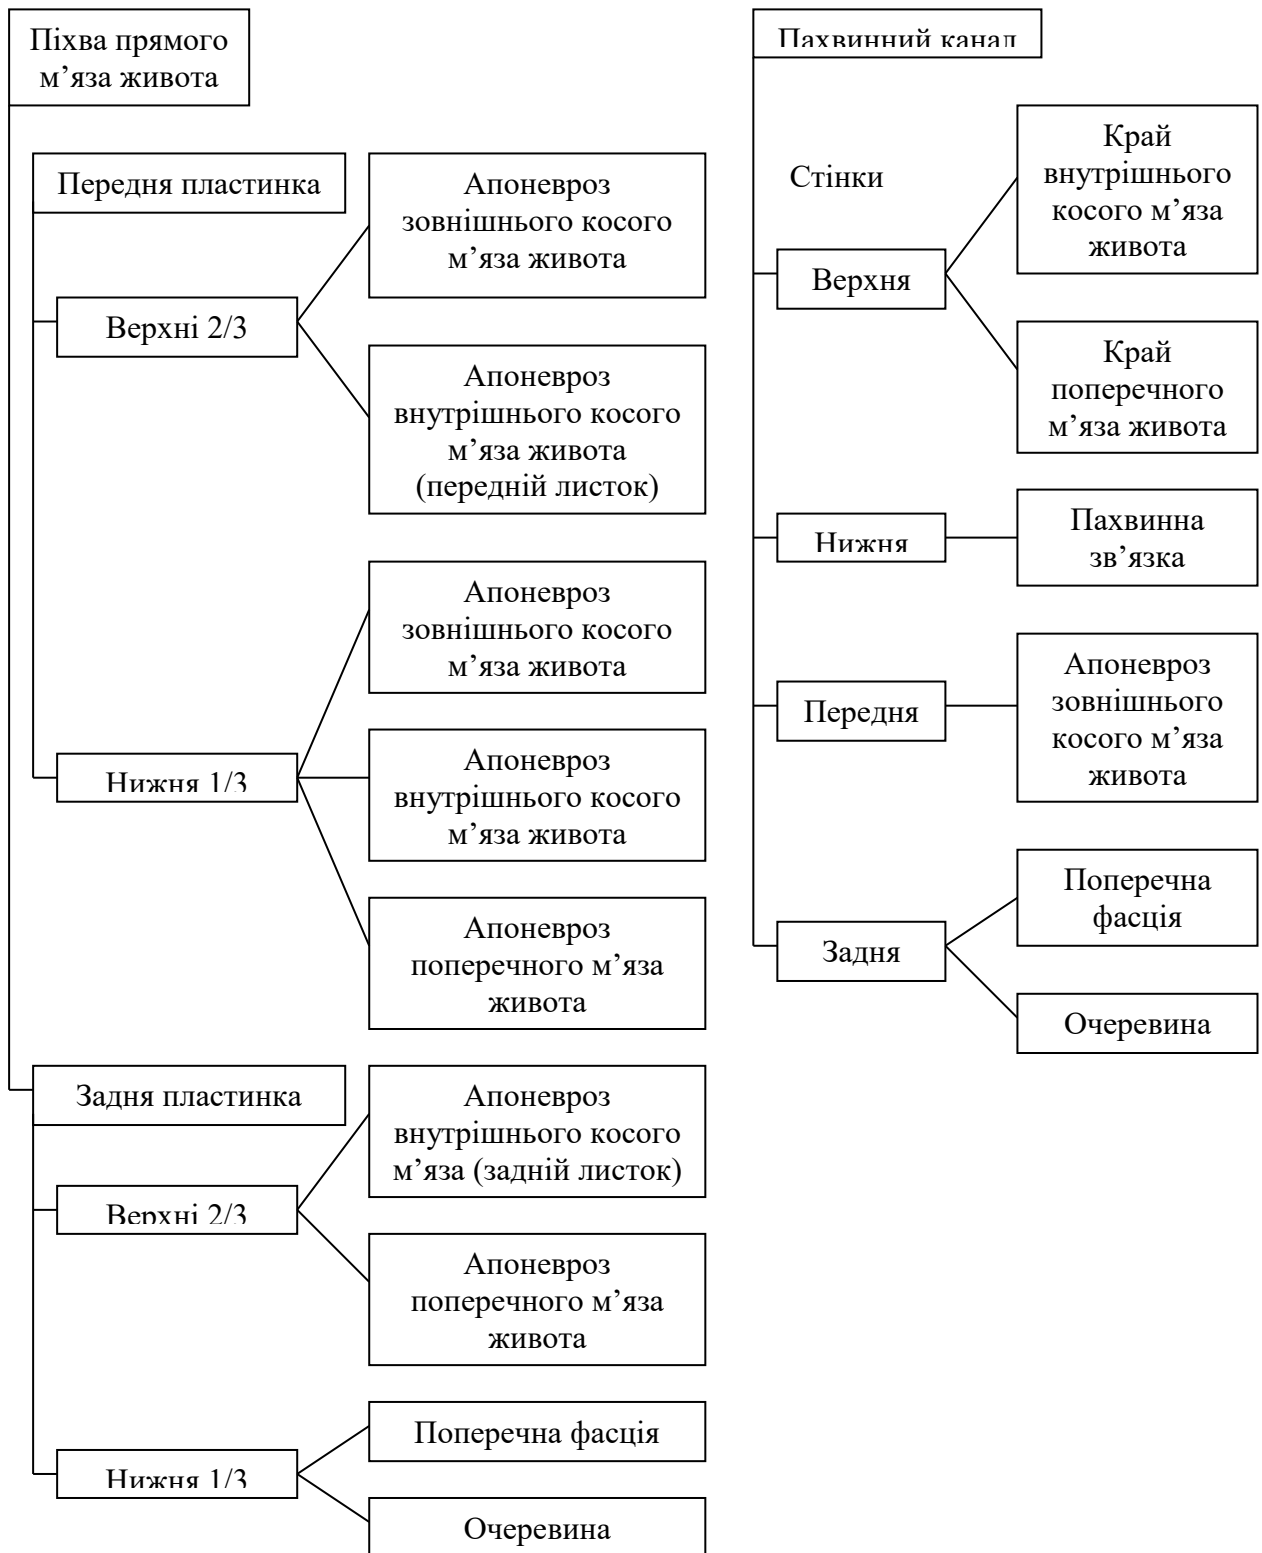 Піхва прямого
м’яза живота
Передня пластинка
Верхні 2/3
Апоневроз
зовнішнього косого
м’яза живота
Апоневроз
внутрішнього косого
м’яза живота
(передній листок)
Нижня 1/3
Апоневроз
зовнішнього косого
м’яза живота
Апоневроз
внутрішнього косого
м’яза живота
Апоневроз
поперечного м’яза
живота
Задня пластинка
Верхні 2/3
Апоневроз
внутрішнього косого
м’яза (задній листок)
Апоневроз
поперечного м’яза
живота
Нижня 1/3
Поперечна фасція
Очеревина
Пахвинний канал
Стінки
Верхня
Край
внутрішнього
косого м’яза
живота
Край
поперечного
м’яза живота
Нижня
Пахвинна
зв’язка
Передня
Апоневроз
зовнішнього
косого м’яза
живота
Задня
Поперечна
фасція
Очеревина